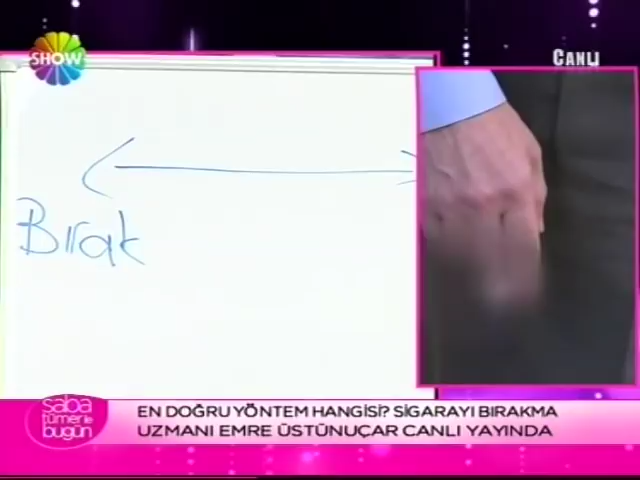 SHOW
CANLI
Bırak
saba
tümer'le
bugün
EN DOĞRU YÖNTEM HANGİSİ? SİGARAYI BIRAKMA
UZMANI EMRE ÜSTÜNUÇAR CANLI YAYINDA